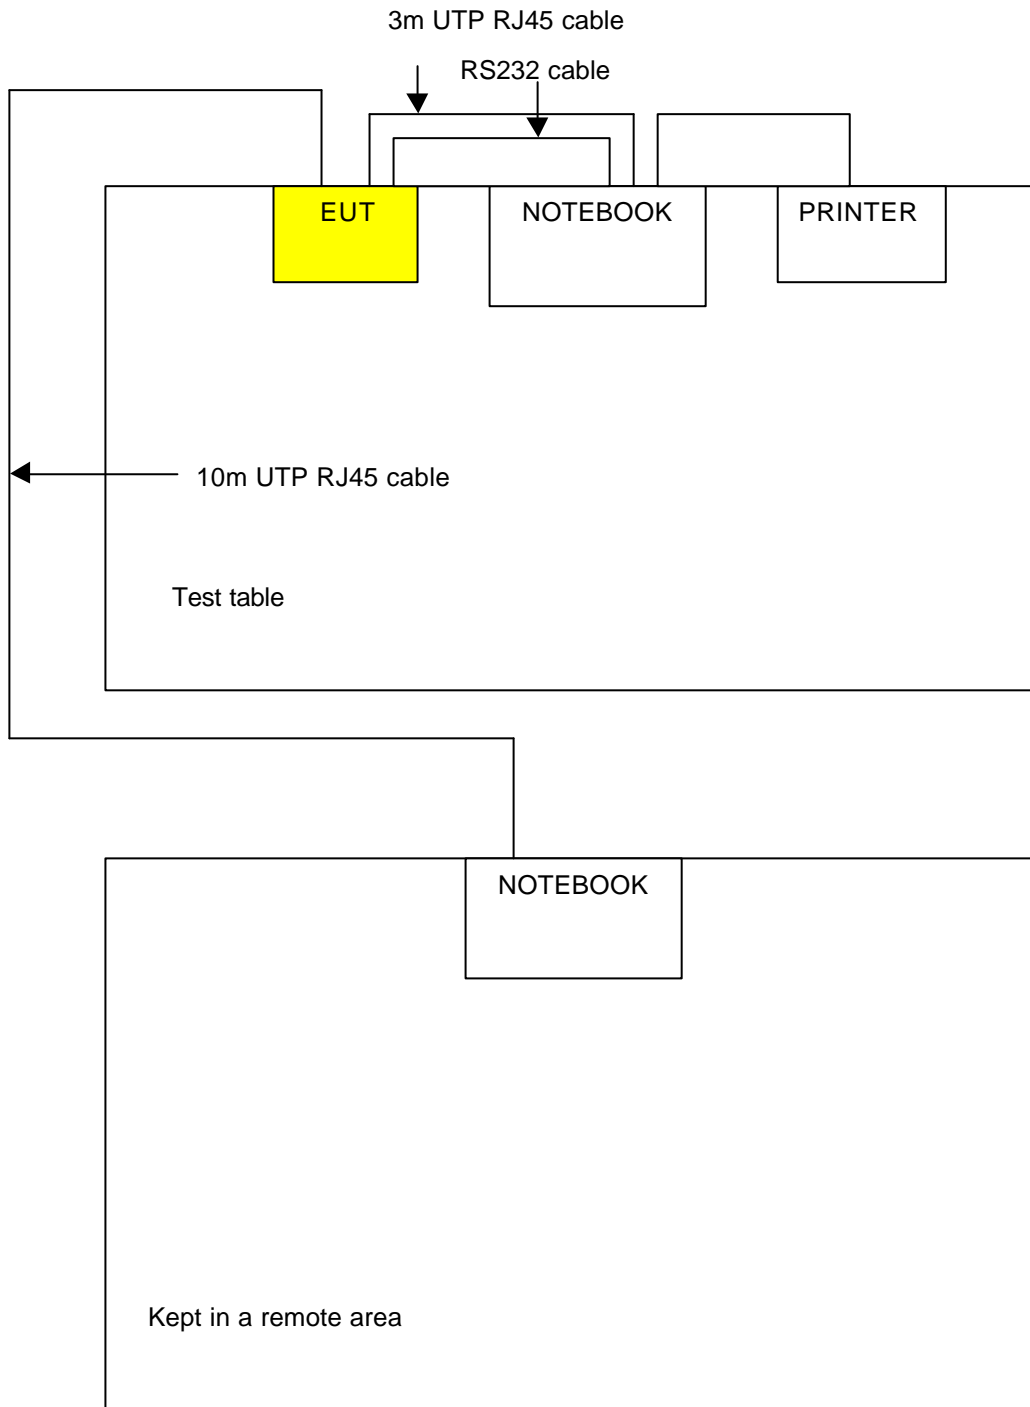 3m UTP RJ45 cable
RS232 cable
EUT
NOTEBOOK
PRINTER
10m UTP RJ45 cable
Test table
NOTEBOOK
Kept in a remote area